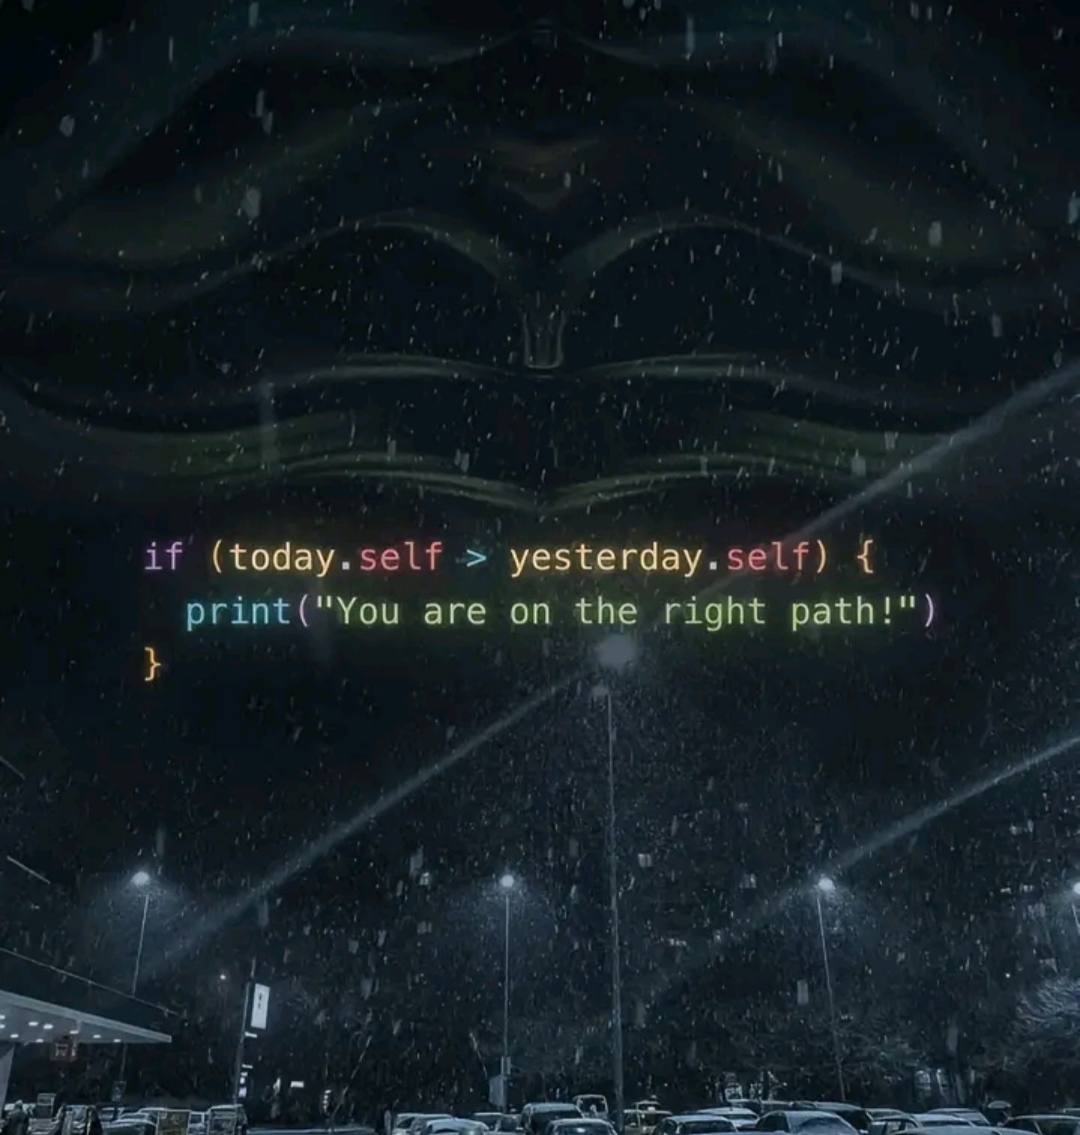 if (today.self > yesterday.self) {
  print("You are on the right path!")
}